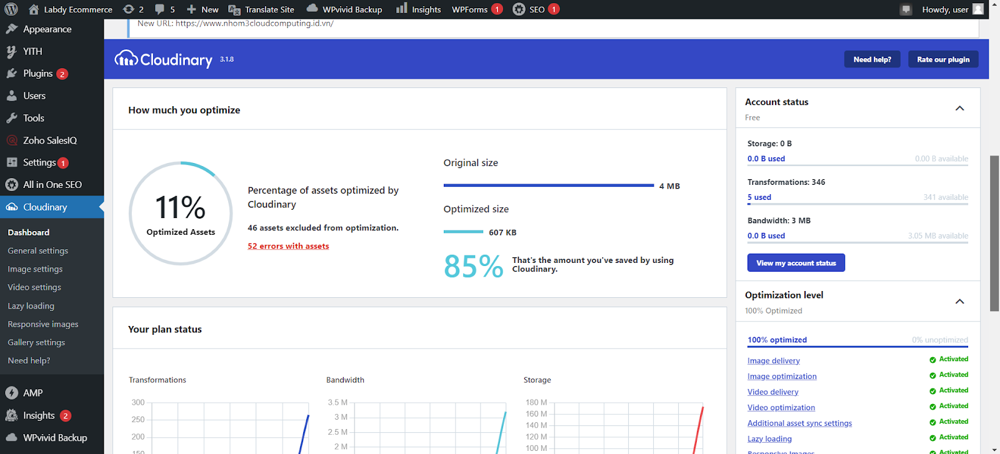 Labdy Ecommerce 2 5 New Translate Site WPvivid Backup Insights WPForms 1 SEO 1 Howdy, user
Appearance
YITH
Plugins 2
Users
Tools
Zoho SalesIQ
Settings 1
All in One SEO
Cloudinary
Dashboard
General settings
Image settings
Video settings
Lazy loading
Responsive images
Gallery settings
Need help?
AMP
Insights 2
WPvivid Backup
New URL: https://www.nhom3cloudcomputing.id.vn/
Cloudinary 3.1.8
Need help? Rate our plugin
How much you optimize
11%
Optimized Assets
Percentage of assets optimized by
Cloudinary
46 assets excluded from optimization.
52 errors with assets
Original size
4 MB
Optimized size
607 KB
85%
That's the amount you've saved by using
Cloudinary.
Your plan status
Transformations
300
250
200
150
Bandwidth
3.5 M
3 M
2.5 M
2 M
Storage
180 M
160 M
140 M
120 M
100 M
Account status
Free
Storage: 0 B
0.0 B used 0.00 B available
Transformations: 346
5 used 341 available
Bandwidth: 3 MB
0.0 B used 3.05 MB available
View my account status
Optimization level
100% Optimized
100% optimized 0% unoptimized
Image delivery Activated
Image optimization Activated
Video delivery Activated
Video optimization Activated
Additional asset sync settings Activated
Lazy loading Activated
Responsive Images Activated